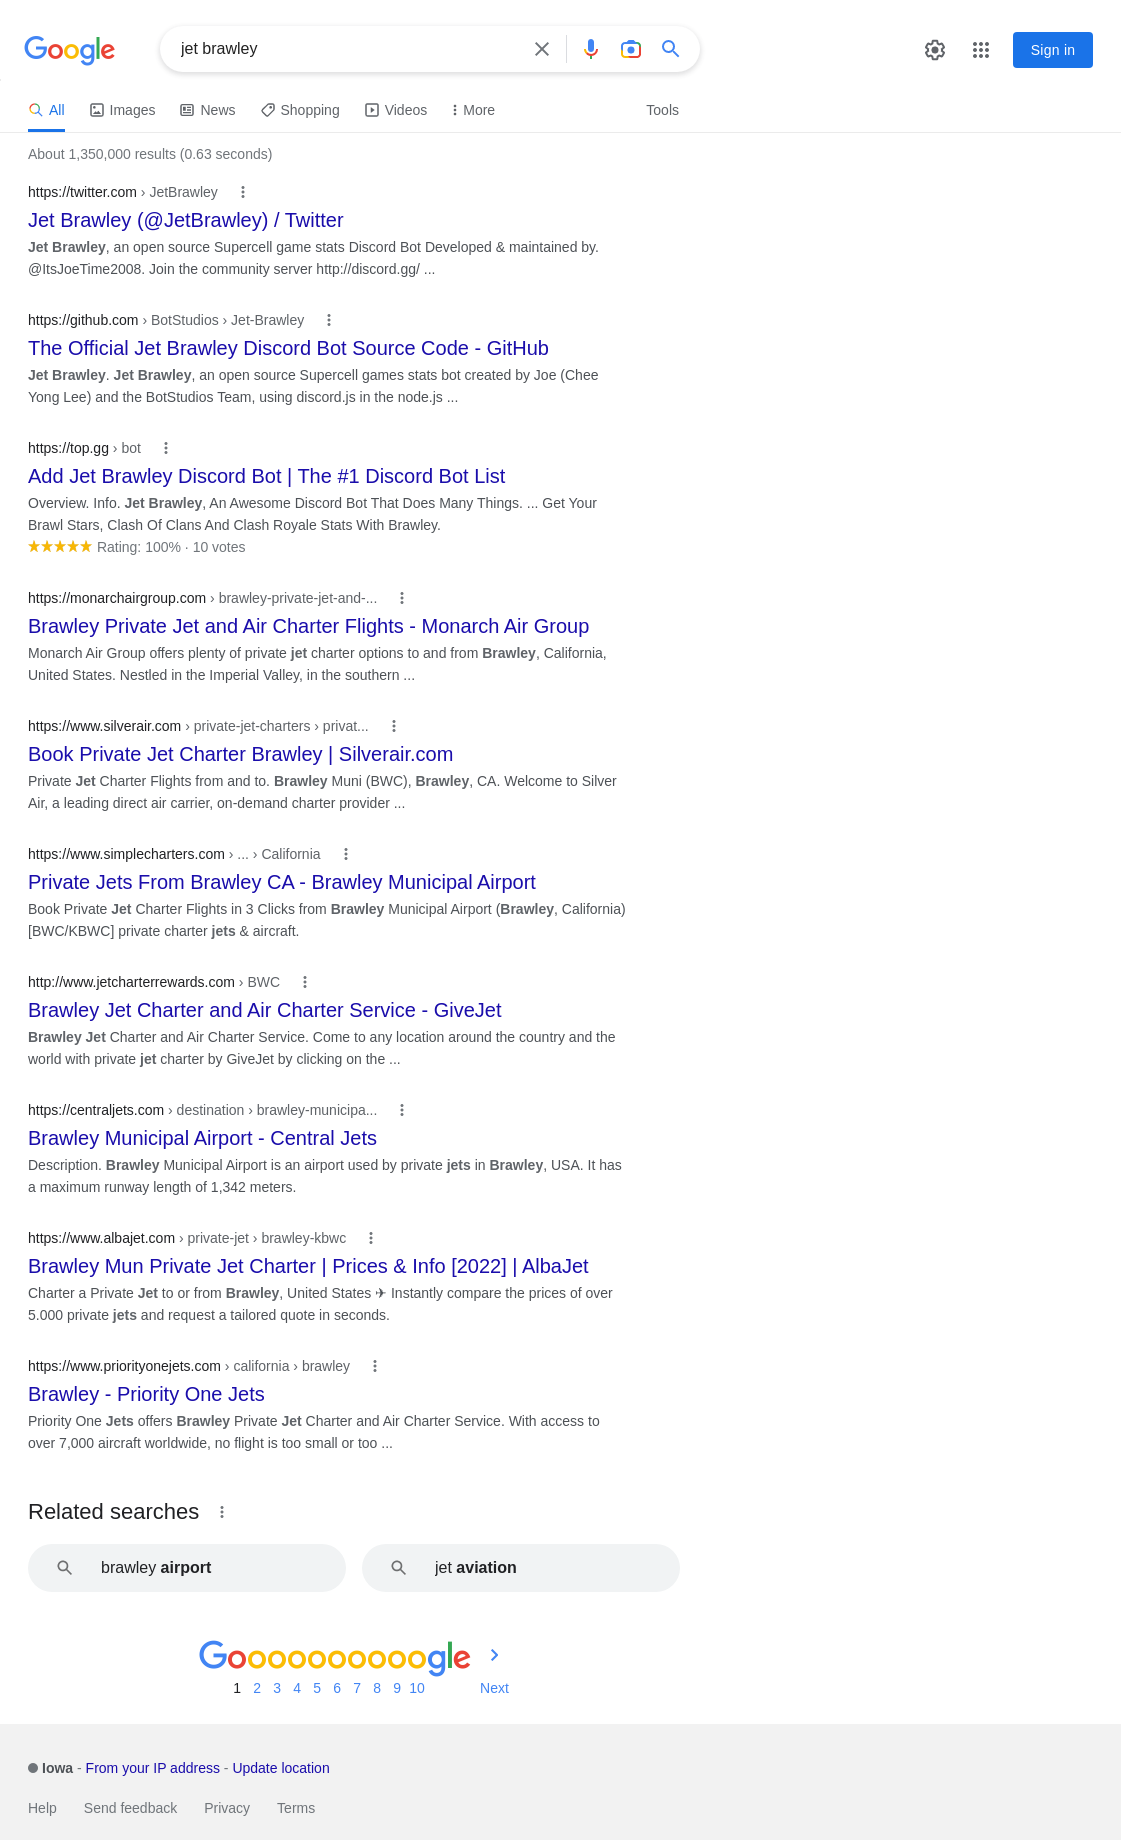 Google
jet brawley
Sign in
All
Images
News
Shopping
Videos
More
Tools
About 1,350,000 results (0.63 seconds)
https://twitter.com › JetBrawley
Jet Brawley (@JetBrawley) / Twitter
Jet Brawley, an open source Supercell game stats Discord Bot Developed & maintained by.
@ItsJoeTime2008. Join the community server http://discord.gg/ ...
https://github.com › BotStudios › Jet-Brawley
The Official Jet Brawley Discord Bot Source Code - GitHub
Jet Brawley. Jet Brawley, an open source Supercell games stats bot created by Joe (Chee
Yong Lee) and the BotStudios Team, using discord.js in the node.js ...
https://top.gg › bot
Add Jet Brawley Discord Bot | The #1 Discord Bot List
Overview. Info. Jet Brawley, An Awesome Discord Bot That Does Many Things. ... Get Your
Brawl Stars, Clash Of Clans And Clash Royale Stats With Brawley.
Rating: 100% · 10 votes
https://monarchairgroup.com › brawley-private-jet-and-...
Brawley Private Jet and Air Charter Flights - Monarch Air Group
Monarch Air Group offers plenty of private jet charter options to and from Brawley, California,
United States. Nestled in the Imperial Valley, in the southern ...
https://www.silverair.com › private-jet-charters › privat...
Book Private Jet Charter Brawley | Silverair.com
Private Jet Charter Flights from and to. Brawley Muni (BWC), Brawley, CA. Welcome to Silver
Air, a leading direct air carrier, on-demand charter provider ...
https://www.simplecharters.com › ... › California
Private Jets From Brawley CA - Brawley Municipal Airport
Book Private Jet Charter Flights in 3 Clicks from Brawley Municipal Airport (Brawley, California)
[BWC/KBWC] private charter jets & aircraft.
http://www.jetcharterrewards.com › BWC
Brawley Jet Charter and Air Charter Service - GiveJet
Brawley Jet Charter and Air Charter Service. Come to any location around the country and the
world with private jet charter by GiveJet by clicking on the ...
https://centraljets.com › destination › brawley-municipa...
Brawley Municipal Airport - Central Jets
Description. Brawley Municipal Airport is an airport used by private jets in Brawley, USA. It has
a maximum runway length of 1,342 meters.
https://www.albajet.com › private-jet › brawley-kbwc
Brawley Mun Private Jet Charter | Prices & Info [2022] | AlbaJet
Charter a Private Jet to or from Brawley, United States ✈ Instantly compare the prices of over
5.000 private jets and request a tailored quote in seconds.
https://www.priorityonejets.com › california › brawley
Brawley - Priority One Jets
Priority One Jets offers Brawley Private Jet Charter and Air Charter Service. With access to
over 7,000 aircraft worldwide, no flight is too small or too ...
Related searches
brawley airport
jet aviation
Goooooooooogle
1 2 3 4 5 6 7 8 9 10 Next
Iowa - From your IP address - Update location
Help Send feedback Privacy Terms